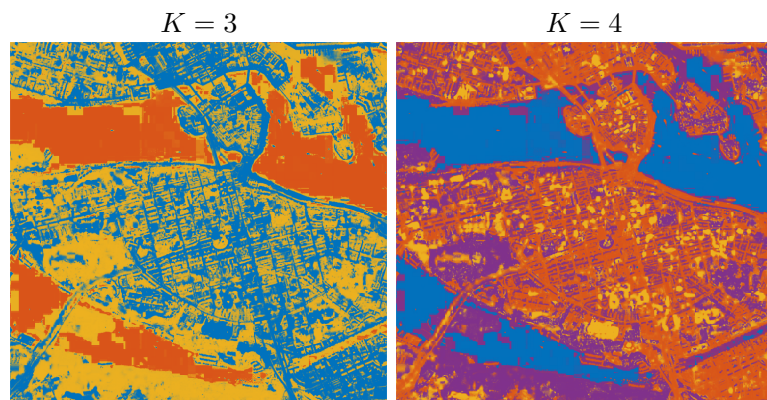 K = 3
K = 4